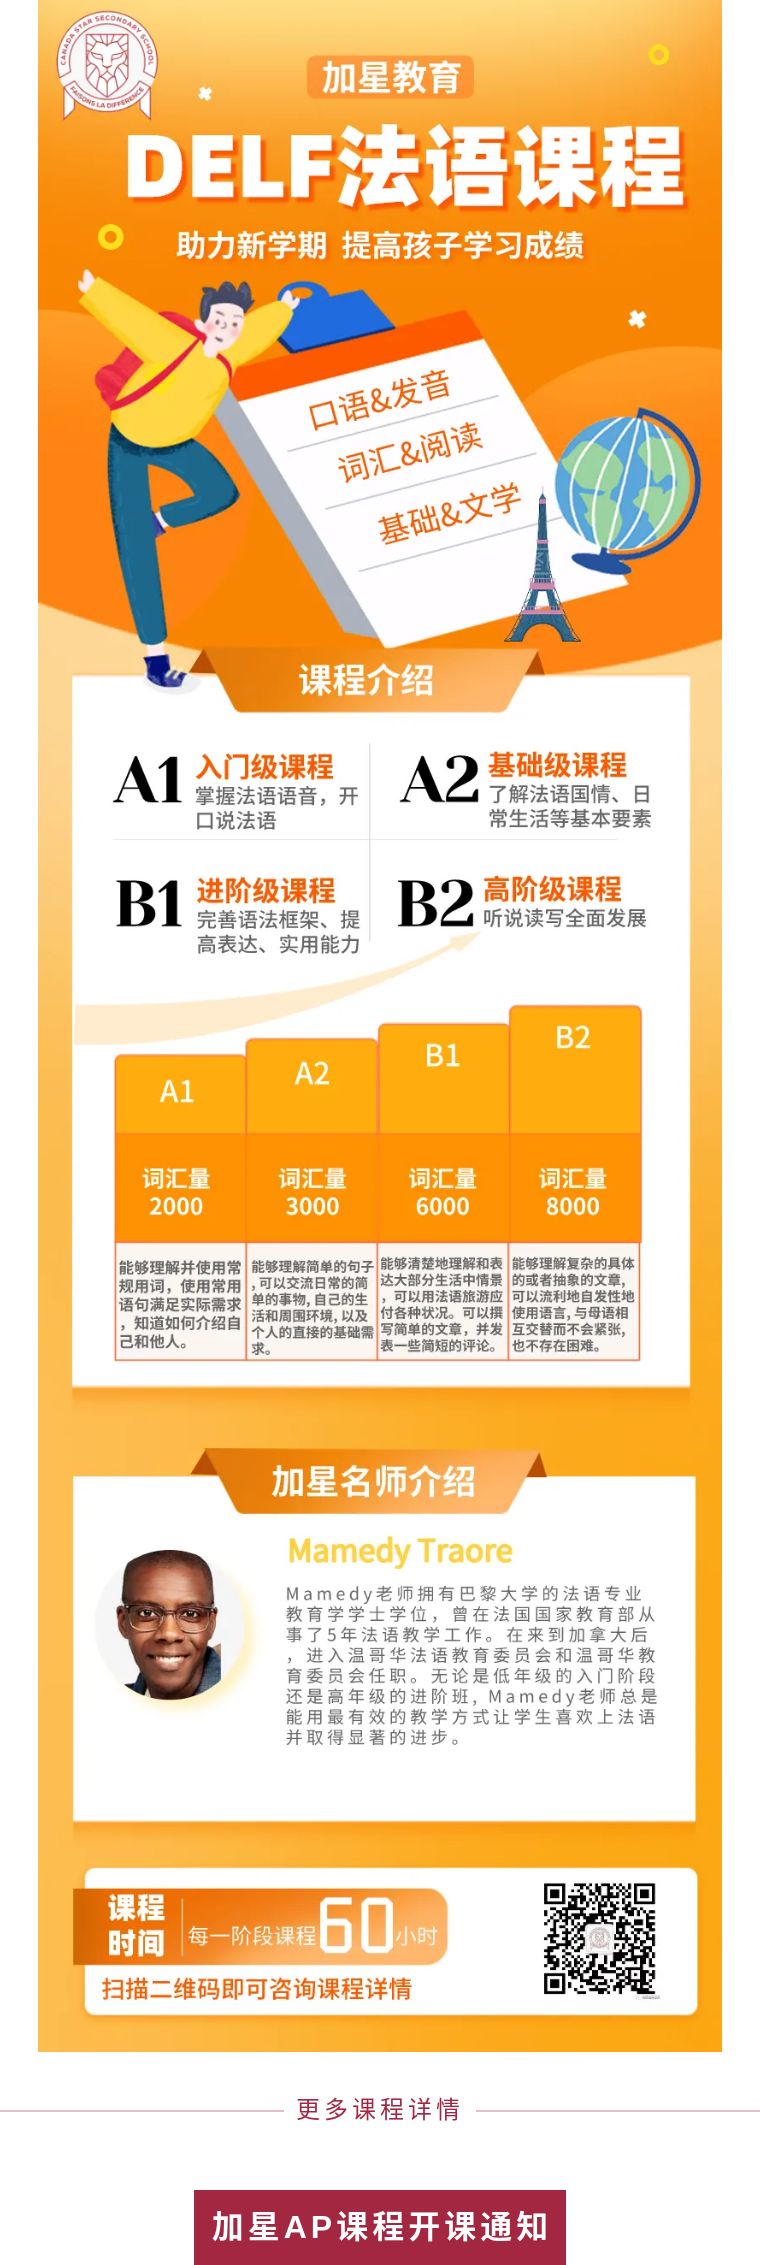 CANADA STAR SECONDARY SCHOOL
FAISONS LA DIFFERENCE
加星教育
DELF法语课程
助力新学期 提高孩子学习成绩
口语&发音
词汇&阅读
基础&文学
课程介绍
A1 入门级课程
掌握法语语音，开
口说法语
A2 基础级课程
了解法语国情、日
常生活等基本要素
B1 进阶级课程
完善语法框架、提
高表达、实用能力
B2 高阶级课程
听说读写全面发展
A1
词汇量
2000
能够理解并使用常
规用词，使用常用
语句满足实际需求
，知道如何介绍自
己和他人。
A2
词汇量
3000
能够理解简单的句子
，可以交流日常的简
单的事物，自己的生
活和周围环境，以及
个人的直接的基础需
求。
B1
词汇量
6000
能够清楚地理解和表
达大部分生活中情景
，可以用法语旅游应
付各种状况。可以撰
写简单的文章，并发
表一些简短的评论。
B2
词汇量
8000
能够理解复杂的具体
的或者抽象的文章，
可以流利地自发性地
使用语言，与母语相
互交替而不会紧张，
也不存在困难。
加星名师介绍
Mamedy Traore
Mamedy老师拥有巴黎大学的法语专业
教育学学士学位，曾在法国国家教育部从
事了5年法语教学工作。在来到加拿大后
，进入温哥华法语教育委员会和温哥华教
育委员会任职。无论是低年级的入门阶段
还是高年级的进阶班，Mamedy老师总是
能用最有效的教学方式让学生喜欢上法语
并取得显著的进步。
课程
时间
每一阶段课程60小时
扫描二维码即可咨询课程详情
更多课程详情
加星AP课程开课通知